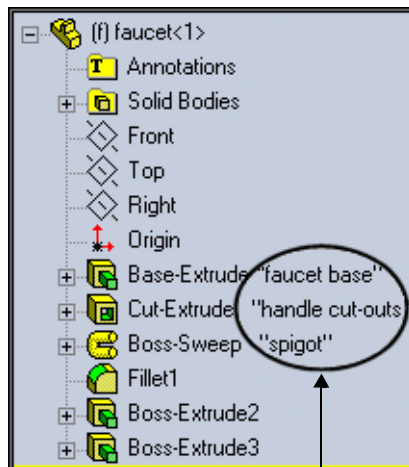 (f) faucet<1>
Annotations
Solid Bodies
Front
Top
Right
Origin
Base-Extrude "faucet base"
Cut-Extrude "handle cut-outs
Boss-Sweep "spigot"
Fillet1
Boss-Extrude2
Boss-Extrude3